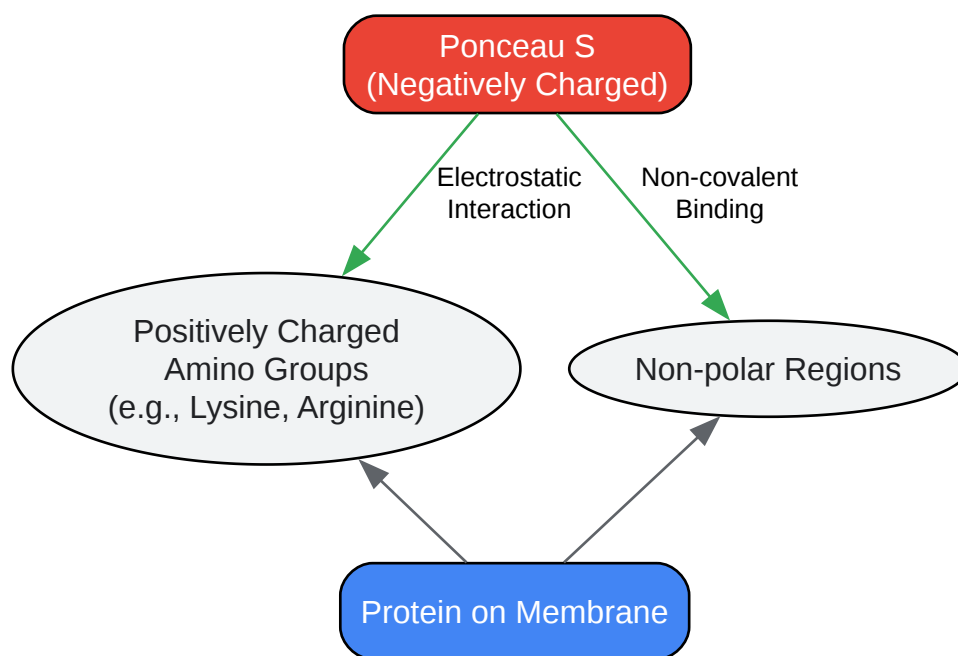 Ponceau S
(Negatively Charged)
Electrostatic
Interaction
Non-covalent
Binding
Positively Charged
Amino Groups
(e.g., Lysine, Arginine)
Non-polar Regions
Protein on Membrane